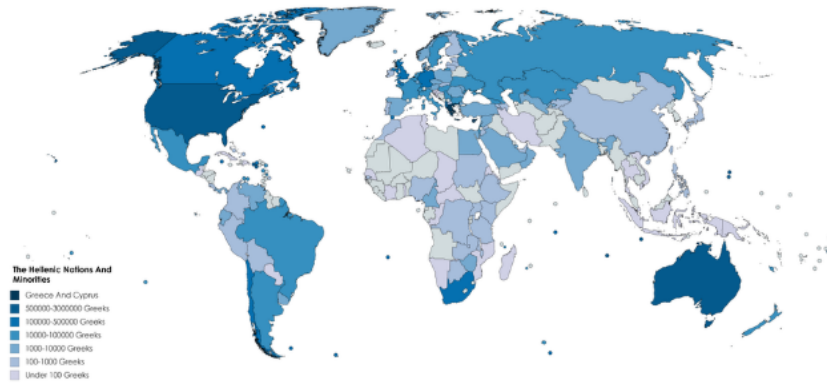 The Hellenic Nations And
Minorities
Greece And Cyprus
500000-3000000 Greeks
100000-500000 Greeks
10000-100000 Greeks
1000-10000 Greeks
100-1000 Greeks
Under 100 Greeks